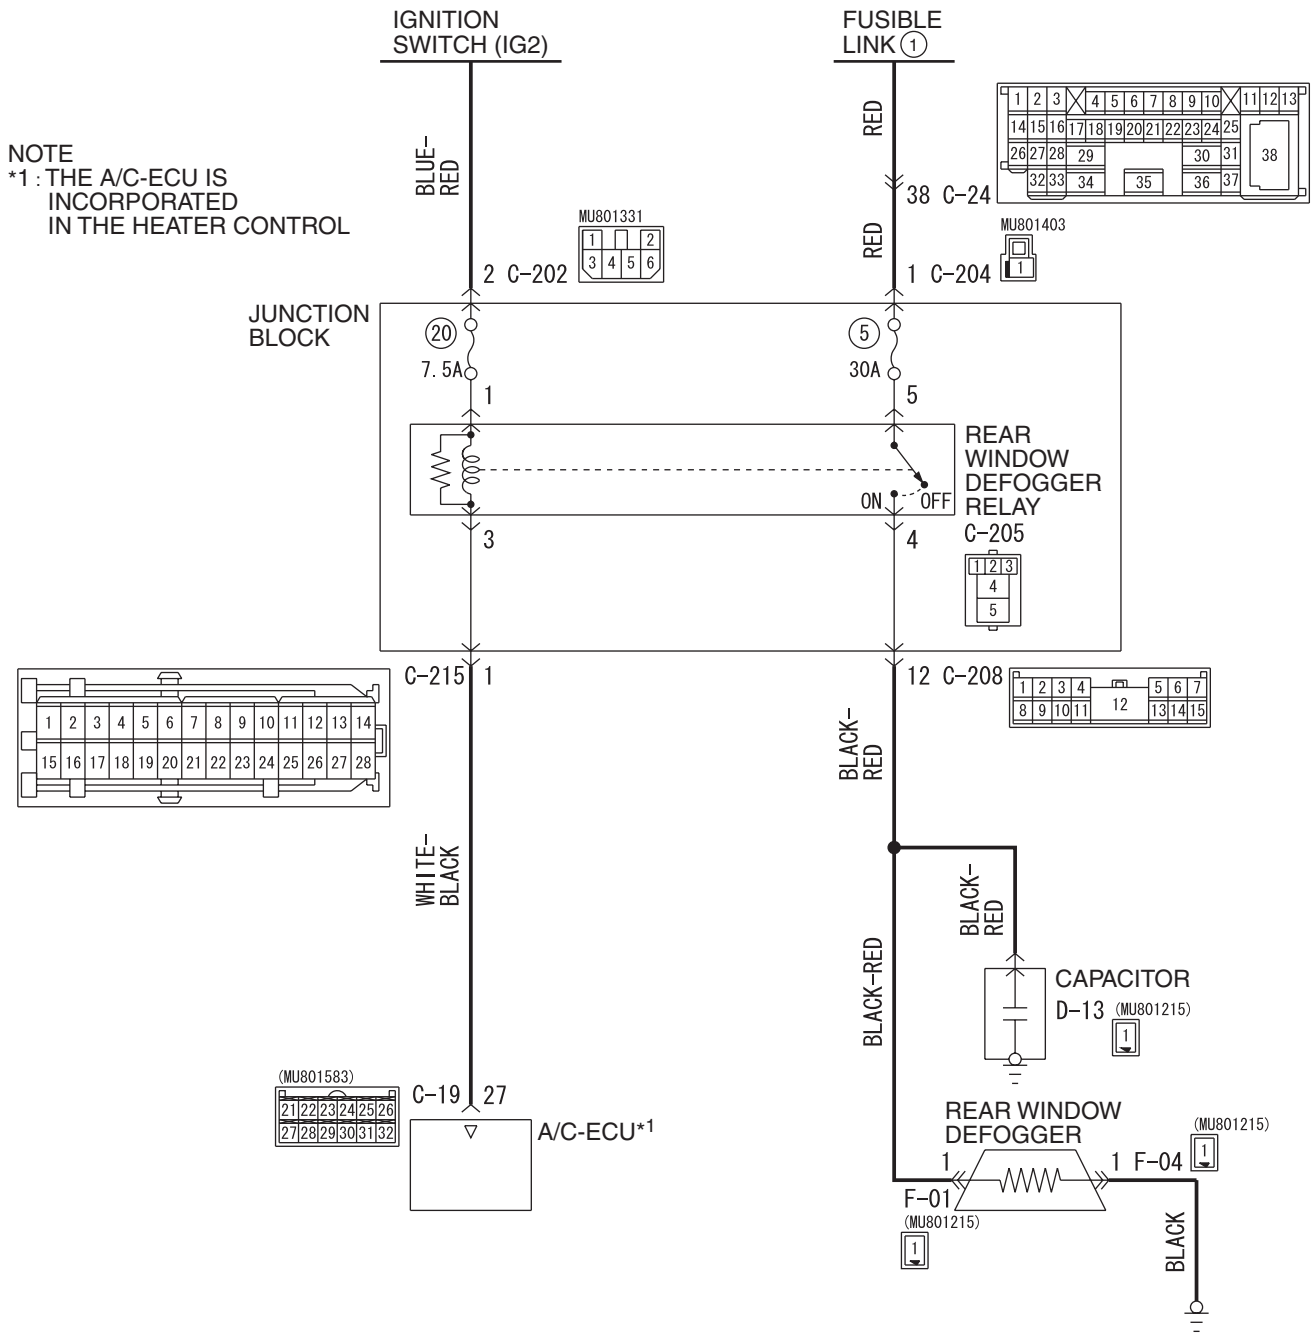 IGNITION
SWITCH (IG2)
FUSIBLE
LINK 1
NOTE
*1 : THE A/C-ECU IS
INCORPORATED
IN THE HEATER CONTROL
BLUE-
RED
RED
1 2 3 4 5 6 7 8 9 10 11 12 13
14 15 16 17 18 19 20 21 22 23 24 25
26 27 28 29 30 31 38
32 33 34 35 36 37
38 C-24
RED
MU801331
1 2
3 4 5 6
MU801403
1
2 C-202
1 C-204
JUNCTION
BLOCK
20
7.5A
5
30A
1
5
REAR
WINDOW
DEFOGGER
RELAY
C-205
ON OFF
3
4
1 2 3
4
5
C-215 1
12 C-208
1 2 3 4 5 6 7
12
8 9 10 11 13 14 15
1 2 3 4 5 6 7 8 9 10 11 12 13 14
15 16 17 18 19 20 21 22 23 24 25 26 27 28
BLACK-
RED
WHITE-
BLACK
BLACK-
RED
BLACK-RED
CAPACITOR
D-13 (MU801215)
1
(MU801583)
21 22 23 24 25 26
27 28 29 30 31 32
C-19 27
A/C-ECU*1
REAR WINDOW
DEFOGGER
(MU801215)
1
1
1 F-04
F-01
(MU801215)
1
BLACK